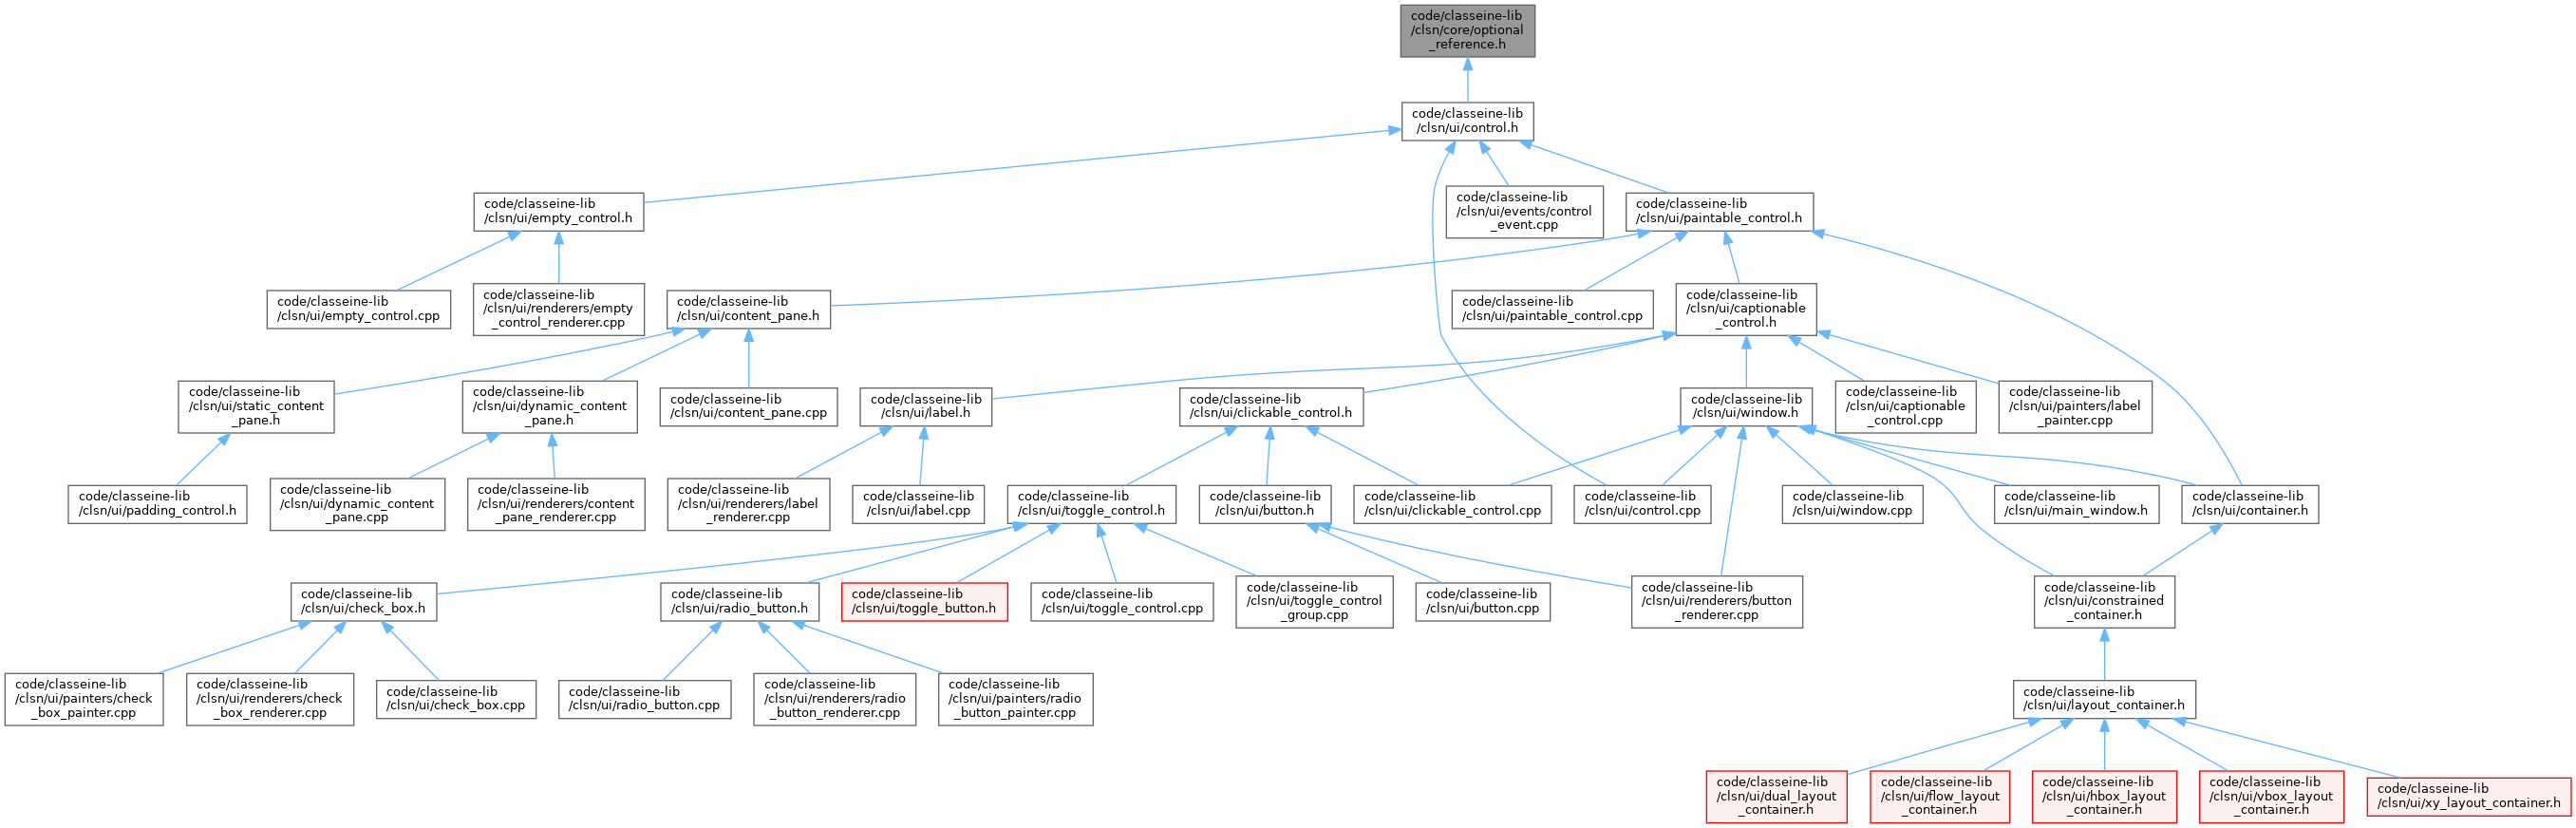 code/classeine-lib
/clsn/core/optional
_reference.h
code/classeine-lib
/clsn/ui/control.h
code/classeine-lib
/clsn/ui/empty_control.h
code/classeine-lib
/clsn/ui/events/control
_event.cpp
code/classeine-lib
/clsn/ui/paintable_control.h
code/classeine-lib
/clsn/ui/empty_control.cpp
code/classeine-lib
/clsn/ui/renderers/empty
_control_renderer.cpp
code/classeine-lib
/clsn/ui/content_pane.h
code/classeine-lib
/clsn/ui/paintable_control.cpp
code/classeine-lib
/clsn/ui/captionable
_control.h
code/classeine-lib
/clsn/ui/static_content
_pane.h
code/classeine-lib
/clsn/ui/dynamic_content
_pane.h
code/classeine-lib
/clsn/ui/content_pane.cpp
code/classeine-lib
/clsn/ui/label.h
code/classeine-lib
/clsn/ui/clickable_control.h
code/classeine-lib
/clsn/ui/window.h
code/classeine-lib
/clsn/ui/captionable
_control.cpp
code/classeine-lib
/clsn/ui/painters/label
_painter.cpp
code/classeine-lib
/clsn/ui/padding_control.h
code/classeine-lib
/clsn/ui/dynamic_content
_pane.cpp
code/classeine-lib
/clsn/ui/renderers/content
_pane_renderer.cpp
code/classeine-lib
/clsn/ui/renderers/label
_renderer.cpp
code/classeine-lib
/clsn/ui/label.cpp
code/classeine-lib
/clsn/ui/toggle_control.h
code/classeine-lib
/clsn/ui/button.h
code/classeine-lib
/clsn/ui/clickable_control.cpp
code/classeine-lib
/clsn/ui/control.cpp
code/classeine-lib
/clsn/ui/window.cpp
code/classeine-lib
/clsn/ui/main_window.h
code/classeine-lib
/clsn/ui/container.h
code/classeine-lib
/clsn/ui/check_box.h
code/classeine-lib
/clsn/ui/radio_button.h
code/classeine-lib
/clsn/ui/toggle_button.h
code/classeine-lib
/clsn/ui/toggle_control.cpp
code/classeine-lib
/clsn/ui/toggle_control
_group.cpp
code/classeine-lib
/clsn/ui/button.cpp
code/classeine-lib
/clsn/ui/renderers/button
_renderer.cpp
code/classeine-lib
/clsn/ui/constrained
_container.h
code/classeine-lib
/clsn/ui/painters/check
_box_painter.cpp
code/classeine-lib
/clsn/ui/renderers/check
_box_renderer.cpp
code/classeine-lib
/clsn/ui/check_box.cpp
code/classeine-lib
/clsn/ui/radio_button.cpp
code/classeine-lib
/clsn/ui/renderers/radio
_button_renderer.cpp
code/classeine-lib
/clsn/ui/painters/radio
_button_painter.cpp
code/classeine-lib
/clsn/ui/layout_container.h
code/classeine-lib
/clsn/ui/dual_layout
_container.h
code/classeine-lib
/clsn/ui/flow_layout
_container.h
code/classeine-lib
/clsn/ui/hbox_layout
_container.h
code/classeine-lib
/clsn/ui/vbox_layout
_container.h
code/classeine-lib
/clsn/ui/xy_layout_container.h